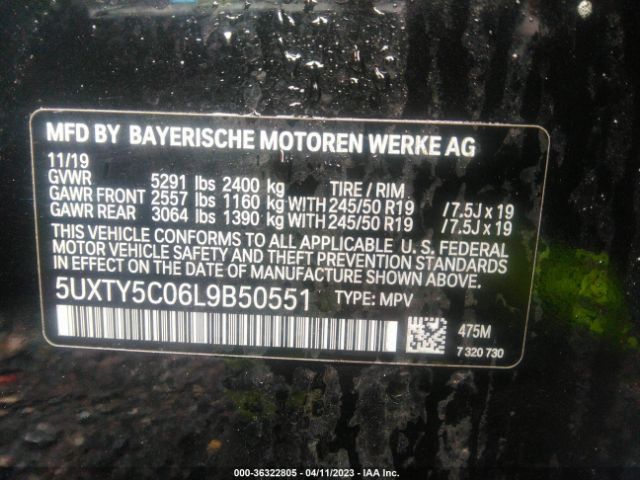 MFD BY BAYERISCHE MOTOREN WERKE AG
11/19
GVWR 5291 lbs 2400 kg TIRE / RIM
GAWR FRONT 2557 lbs 1160 kg WITH 245/50 R19 /7.5J x 19
GAWR REAR 3064 lbs 1390 kg WITH 245/50 R19 /7.5J x 19
THIS VEHICLE CONFORMS TO ALL APPLICABLE U. S. FEDERAL
MOTOR VEHICLE SAFETY AND THEFT PREVENTION STANDARDS
IN EFFECT ON THE DATE OF MANUFACTURE SHOWN ABOVE.
5UXTY5C06L9B50551 TYPE: MPV
475M
7 320 730
000-36322805 - 04/11/2023 - IAA Inc.